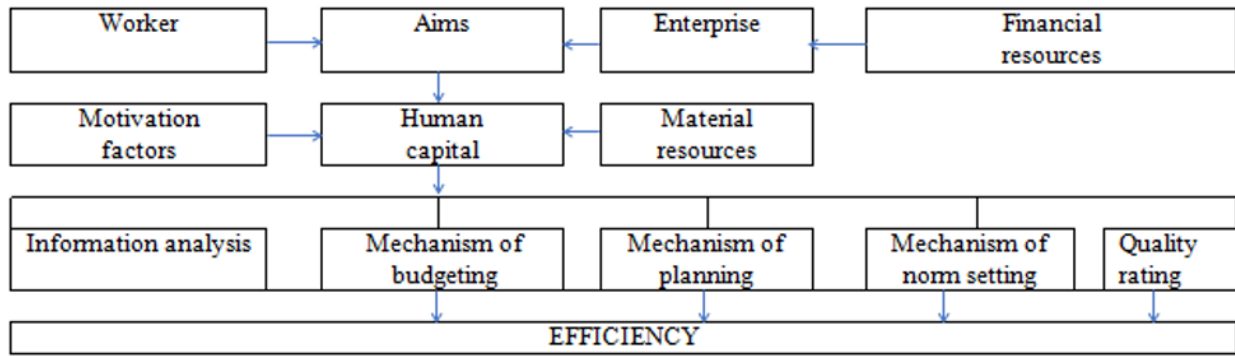 Worker
Aims
Enterprise
Financial
resources
Motivation
factors
Human
capital
Material
resources
Information analysis
Mechanism of
budgeting
Mechanism of
planning
Mechanism of
norm setting
Quality
rating
EFFICIENCY